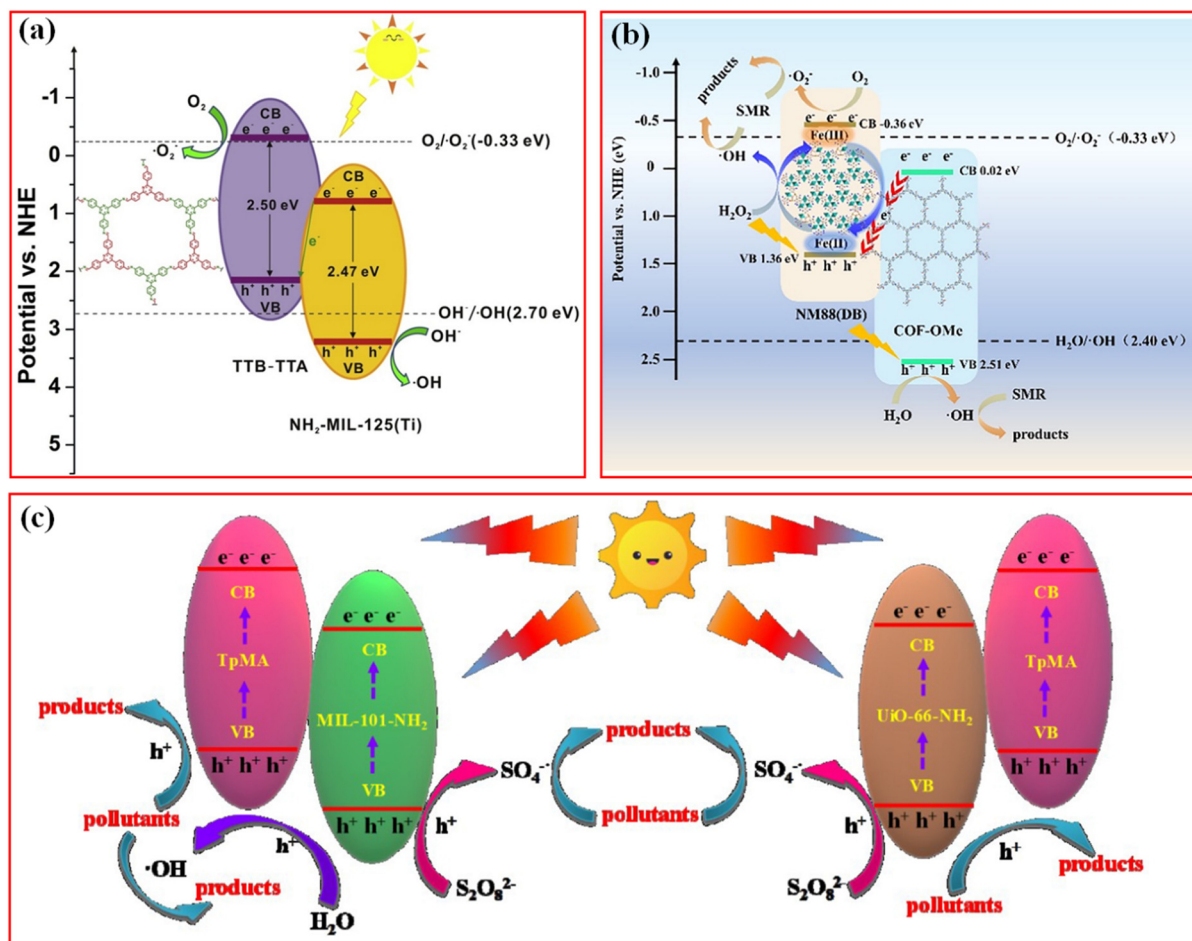 (a)
Potential vs. NHE
-1
0
1
2
3
4
5
O₂
·O₂⁻
CB
e⁻ e⁻ e⁻
O₂/·O₂⁻(-0.33 eV)
2.50 eV
CB
e⁻ e⁻ e⁻
e⁻
2.47 eV
h⁺ h⁺ h⁺
VB
OH⁻/·OH(2.70 eV)
TTB-TTA
h⁺ h⁺ h⁺
VB
OH⁻
·OH
NH₂-MIL-125(Ti)
(b)
Potential vs. NHE (eV)
-1.0
-0.5
0
0.5
1.0
1.5
2.0
2.5
products
·O₂⁻
O₂
SMR
e⁻ e⁻ e⁻
CB -0.36 eV
Fe(III)
O₂/·O₂⁻ (-0.33 eV)
·OH
e⁻ e⁻ e⁻
CB 0.02 eV
H₂O₂
e⁻
Fe(II)
VB 1.36 eV
h⁺ h⁺ h⁺
NM88(DB)
COF-OMc
H₂O/·OH (2.40 eV)
VB 2.51 eV
h⁺ h⁺ h⁺
H₂O
·OH
SMR
products
(c)
e⁻ e⁻ e⁻
CB
TpMA
VB
h⁺ h⁺ h⁺
e⁻ e⁻ e⁻
CB
MIL-101-NH₂
VB
h⁺ h⁺ h⁺
products
h⁺
pollutants
·OH
products
h⁺
H₂O
SO₄⁻·
h⁺
S₂O₈²⁻
products
pollutants
SO₄⁻·
h⁺
S₂O₈²⁻
e⁻ e⁻ e⁻
CB
UiO-66-NH₂
VB
h⁺ h⁺ h⁺
e⁻ e⁻ e⁻
CB
TpMA
VB
h⁺ h⁺ h⁺
h⁺
pollutants
products